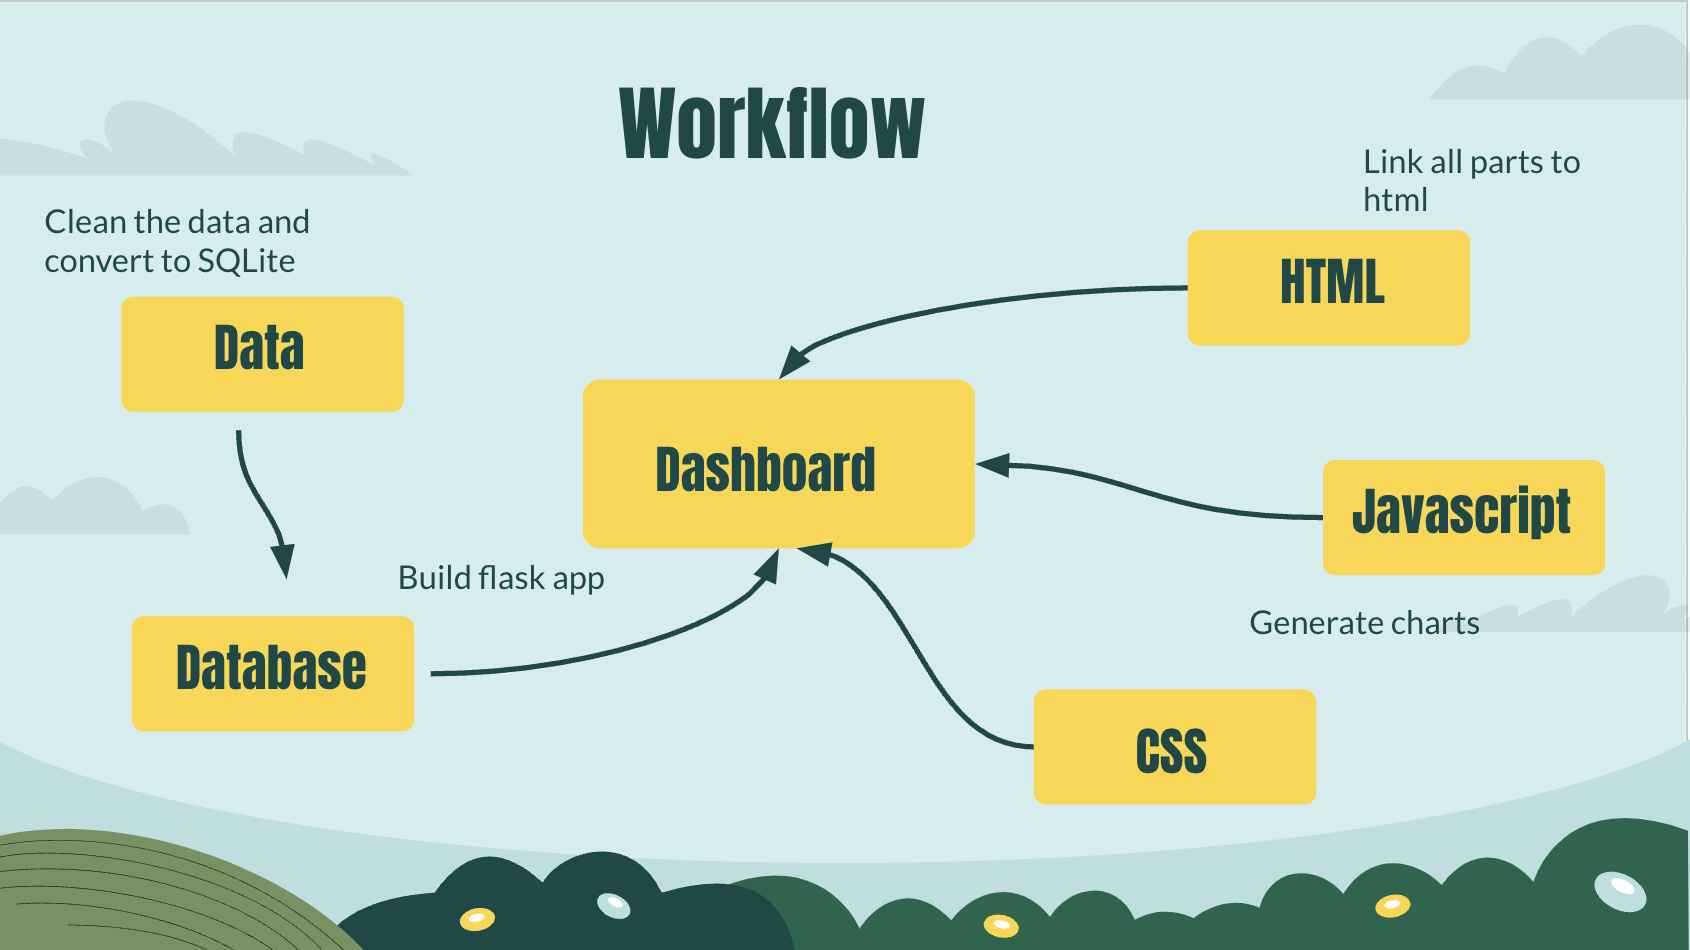 Workflow
Link all parts to
html
Clean the data and
convert to SQLite
HTML
Data
Dashboard
Javascript
Build flask app
Generate charts
Database
CSS